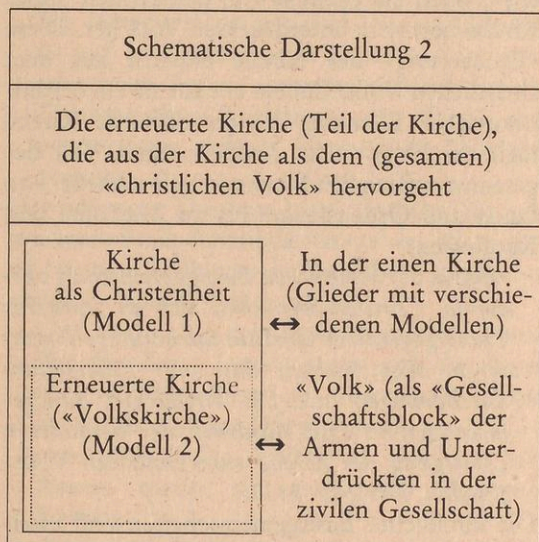 Schematische Darstellung 2
Die erneuerte Kirche (Teil der Kirche),
die aus der Kirche als dem (gesamten)
«christlichen Volk» hervorgeht
Kirche
als Christenheit
(Modell 1)
Erneuerte Kirche
(«Volkskirche»)
(Modell 2)
In der einen Kirche
(Glieder mit verschie-
↔ denen Modellen)
«Volk» (als «Gesell-
schaftsblock» der
↔ Armen und Unter-
drückten in der
zivilen Gesellschaft)